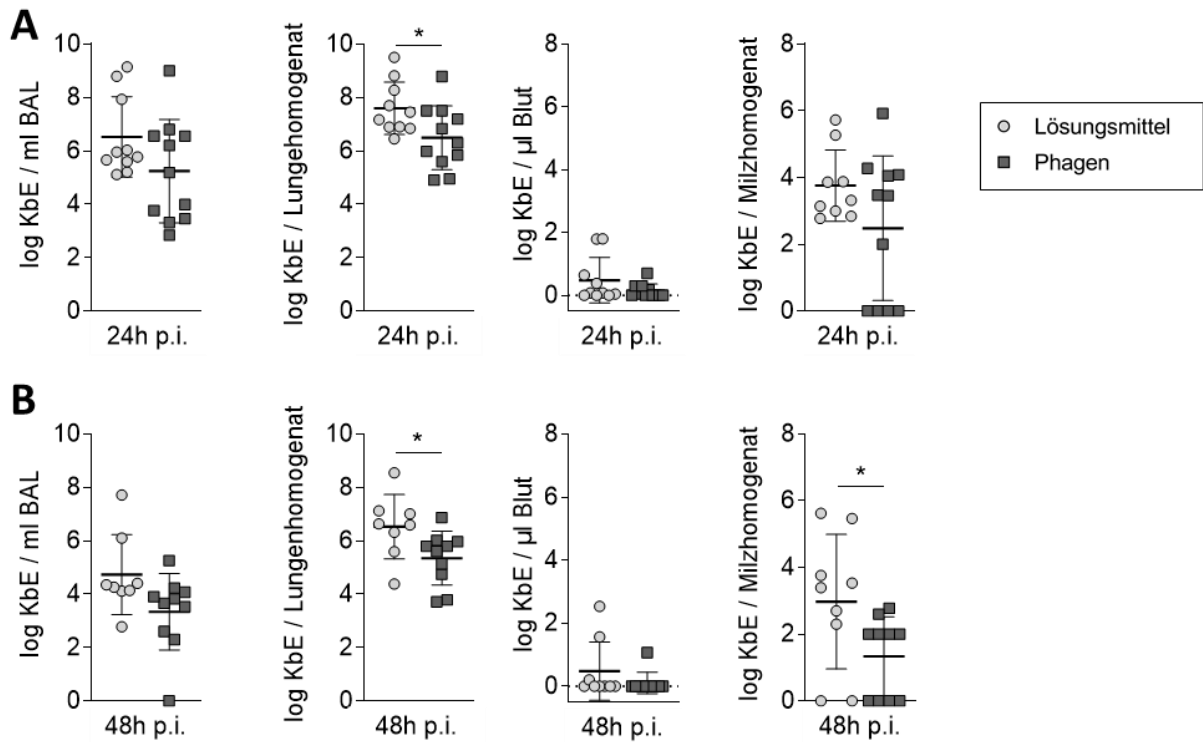 A
log KbE / ml BAL
10
8
6
4
2
0
24h p.i.
log KbE / Lungehomogenat
10
8
6
4
2
0
*
24h p.i.
log KbE / µl Blut
8
6
4
2
0
24h p.i.
log KbE / Milzhomogenat
8
6
4
2
0
24h p.i.
Lösungsmittel
Phagen
B
log KbE / ml BAL
10
8
6
4
2
0
48h p.i.
log KbE / Lungenhomogenat
10
8
6
4
2
0
*
48h p.i.
log KbE / µl Blut
8
6
4
2
0
48h p.i.
log KbE / Milzhomogenat
8
6
4
2
0
*
48h p.i.